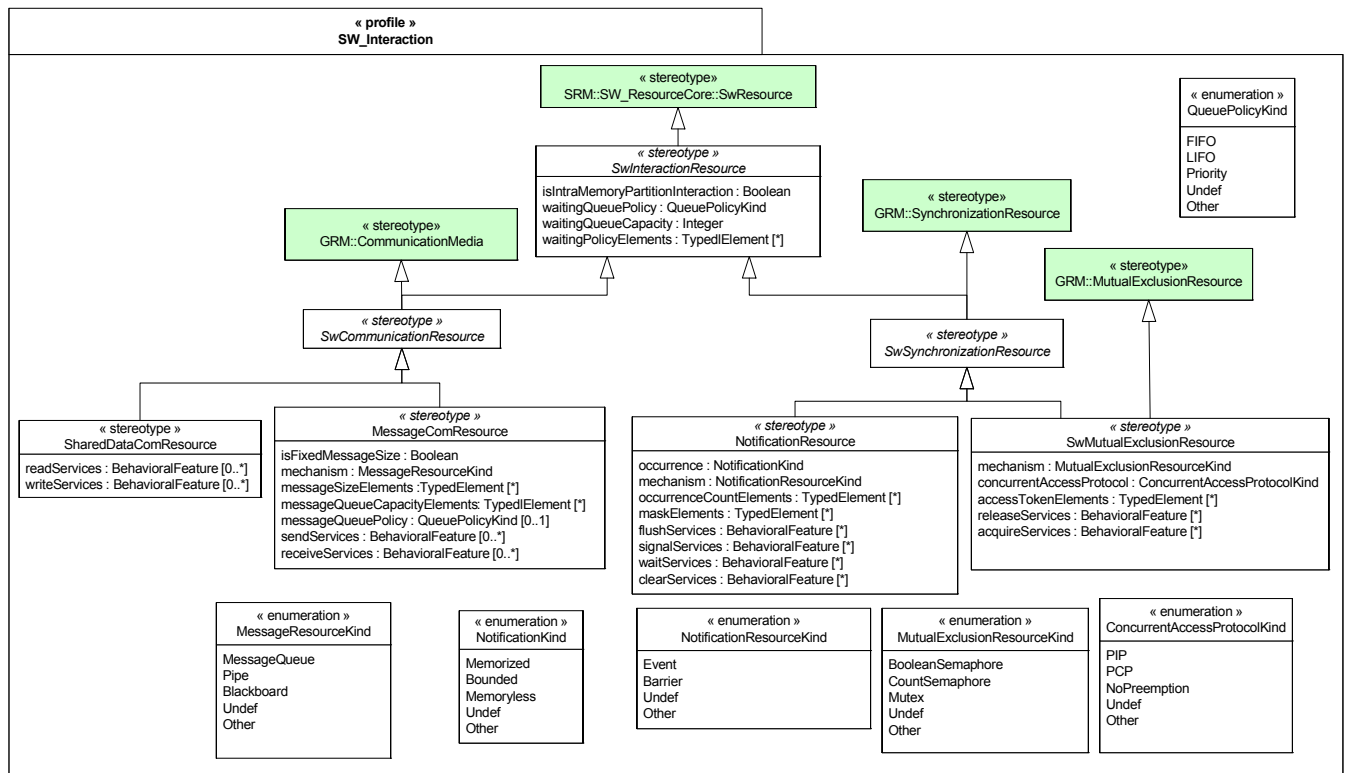 « profile »
SW_Interaction
« stereotype»
SRM::SW_ResourceCore::SwResource
« enumeration »
QueuePolicyKind
FIFO
LIFO
Priority
Undef
Other
« stereotype »
SwInteractionResource
isIntraMemoryPartitionInteraction : Boolean
waitingQueuePolicy : QueuePolicyKind
waitingQueueCapacity : Integer
waitingPolicyElements : TypedlElement [*]
« stereotype»
GRM::CommunicationMedia
« stereotype»
GRM::SynchronizationResource
« stereotype»
GRM::MutualExclusionResource
« stereotype »
SwCommunicationResource
« stereotype »
SwSynchronizationResource
« stereotype »
SharedDataComResource
readServices : BehavioralFeature [0..*]
writeServices : BehavioralFeature [0..*]
« stereotype »
MessageComResource
isFixedMessageSize : Boolean
mechanism : MessageResourceKind
messageSizeElements :TypedElement [*]
messageQueueCapacityElements: TypedlElement [*]
messageQueuePolicy : QueuePolicyKind [0..1]
sendServices : BehavioralFeature [0..*]
receiveServices : BehavioralFeature [0..*]
« stereotype »
NotificationResource
occurrence : NotificationKind
mechanism : NotificationResourceKind
occurrenceCountElements : TypedElement [*]
maskElements : TypedElement [*]
flushServices : BehavioralFeature [*]
signalServices : BehavioralFeature [*]
waitServices : BehavioralFeature [*]
clearServices : BehavioralFeature [*]
« stereotype »
SwMutualExclusionResource
mechanism : MutualExclusionResourceKind
concurrentAccessProtocol : ConcurrentAccessProtocolKind
accessTokenElements : TypedElement [*]
releaseServices : BehavioralFeature [*]
acquireServices : BehavioralFeature [*]
« enumeration »
MessageResourceKind
MessageQueue
Pipe
Blackboard
Undef
Other
« enumeration »
NotificationKind
Memorized
Bounded
Memoryless
Undef
Other
« enumeration »
NotificationResourceKind
Event
Barrier
Undef
Other
« enumeration »
MutualExclusionResourceKind
BooleanSemaphore
CountSemaphore
Mutex
Undef
Other
« enumeration »
ConcurrentAccessProtocolKind
PIP
PCP
NoPreemption
Undef
Other